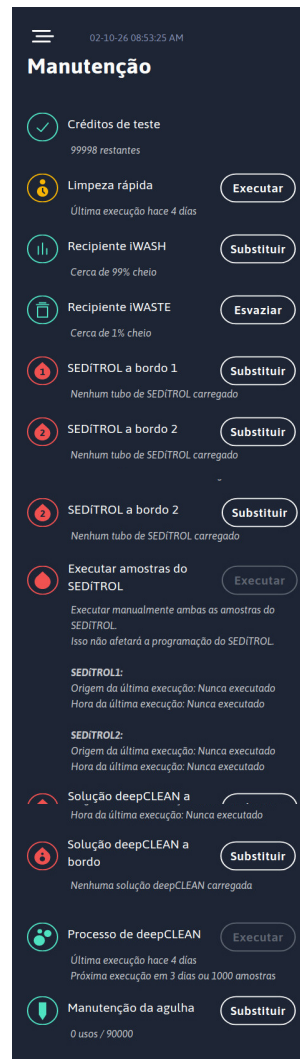 02-10-26 08:53:25 AM
Manutenção
Créditos de teste
99998 restantes
Limpeza rápida
Executar
Última execução hace 4 días
Recipiente iWASH
Substituir
Cerca de 99% cheio
Recipiente iWASTE
Esvaziar
Cerca de 1% cheio
1
SEDiTROL a bordo 1
Substituir
Nenhum tubo de SEDiTROL carregado
2
SEDiTROL a bordo 2
Substituir
Nenhum tubo de SEDiTROL carregado
2
SEDiTROL a bordo 2
Substituir
Nenhum tubo de SEDiTROL carregado
Executar amostras do
SEDiTROL
Executar
Executar manualmente ambas as amostras do
SEDiTROL.
Isso não afetará a programação do SEDiTROL.
SEDiTROL1:
Origem da última execução: Nunca executado
Hora da última execução: Nunca executado
SEDiTROL2:
Origem da última execução: Nunca executado
Hora da última execução: Nunca executado
Solução deepCLEAN a
Hora da última execução: Nunca executado
Solução deepCLEAN a
bordo
Substituir
Nenhuma solução deepCLEAN carregada
Processo de deepCLEAN
Executar
Última execução hace 4 días
Próxima execução em 3 dias ou 1000 amostras
Manutenção da agulha
Substituir
0 usos / 90000